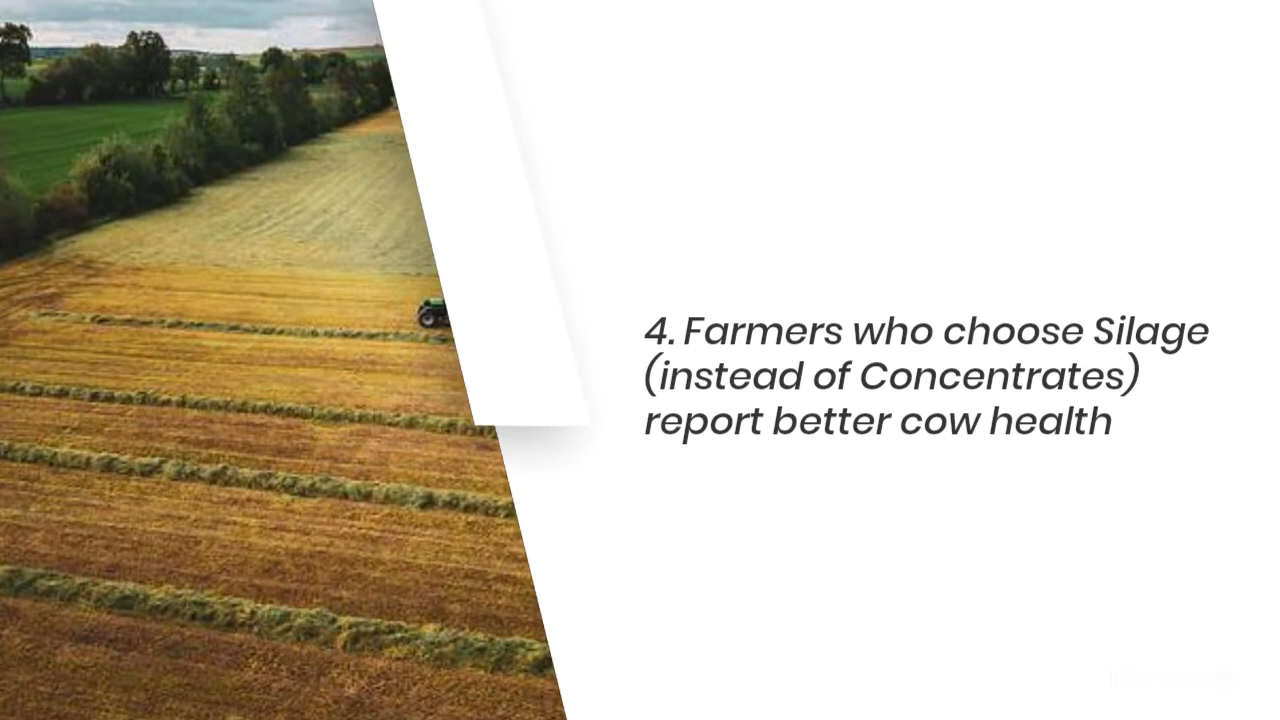 4. Farmers who choose Silage
(instead of Concentrates)
report better cow health